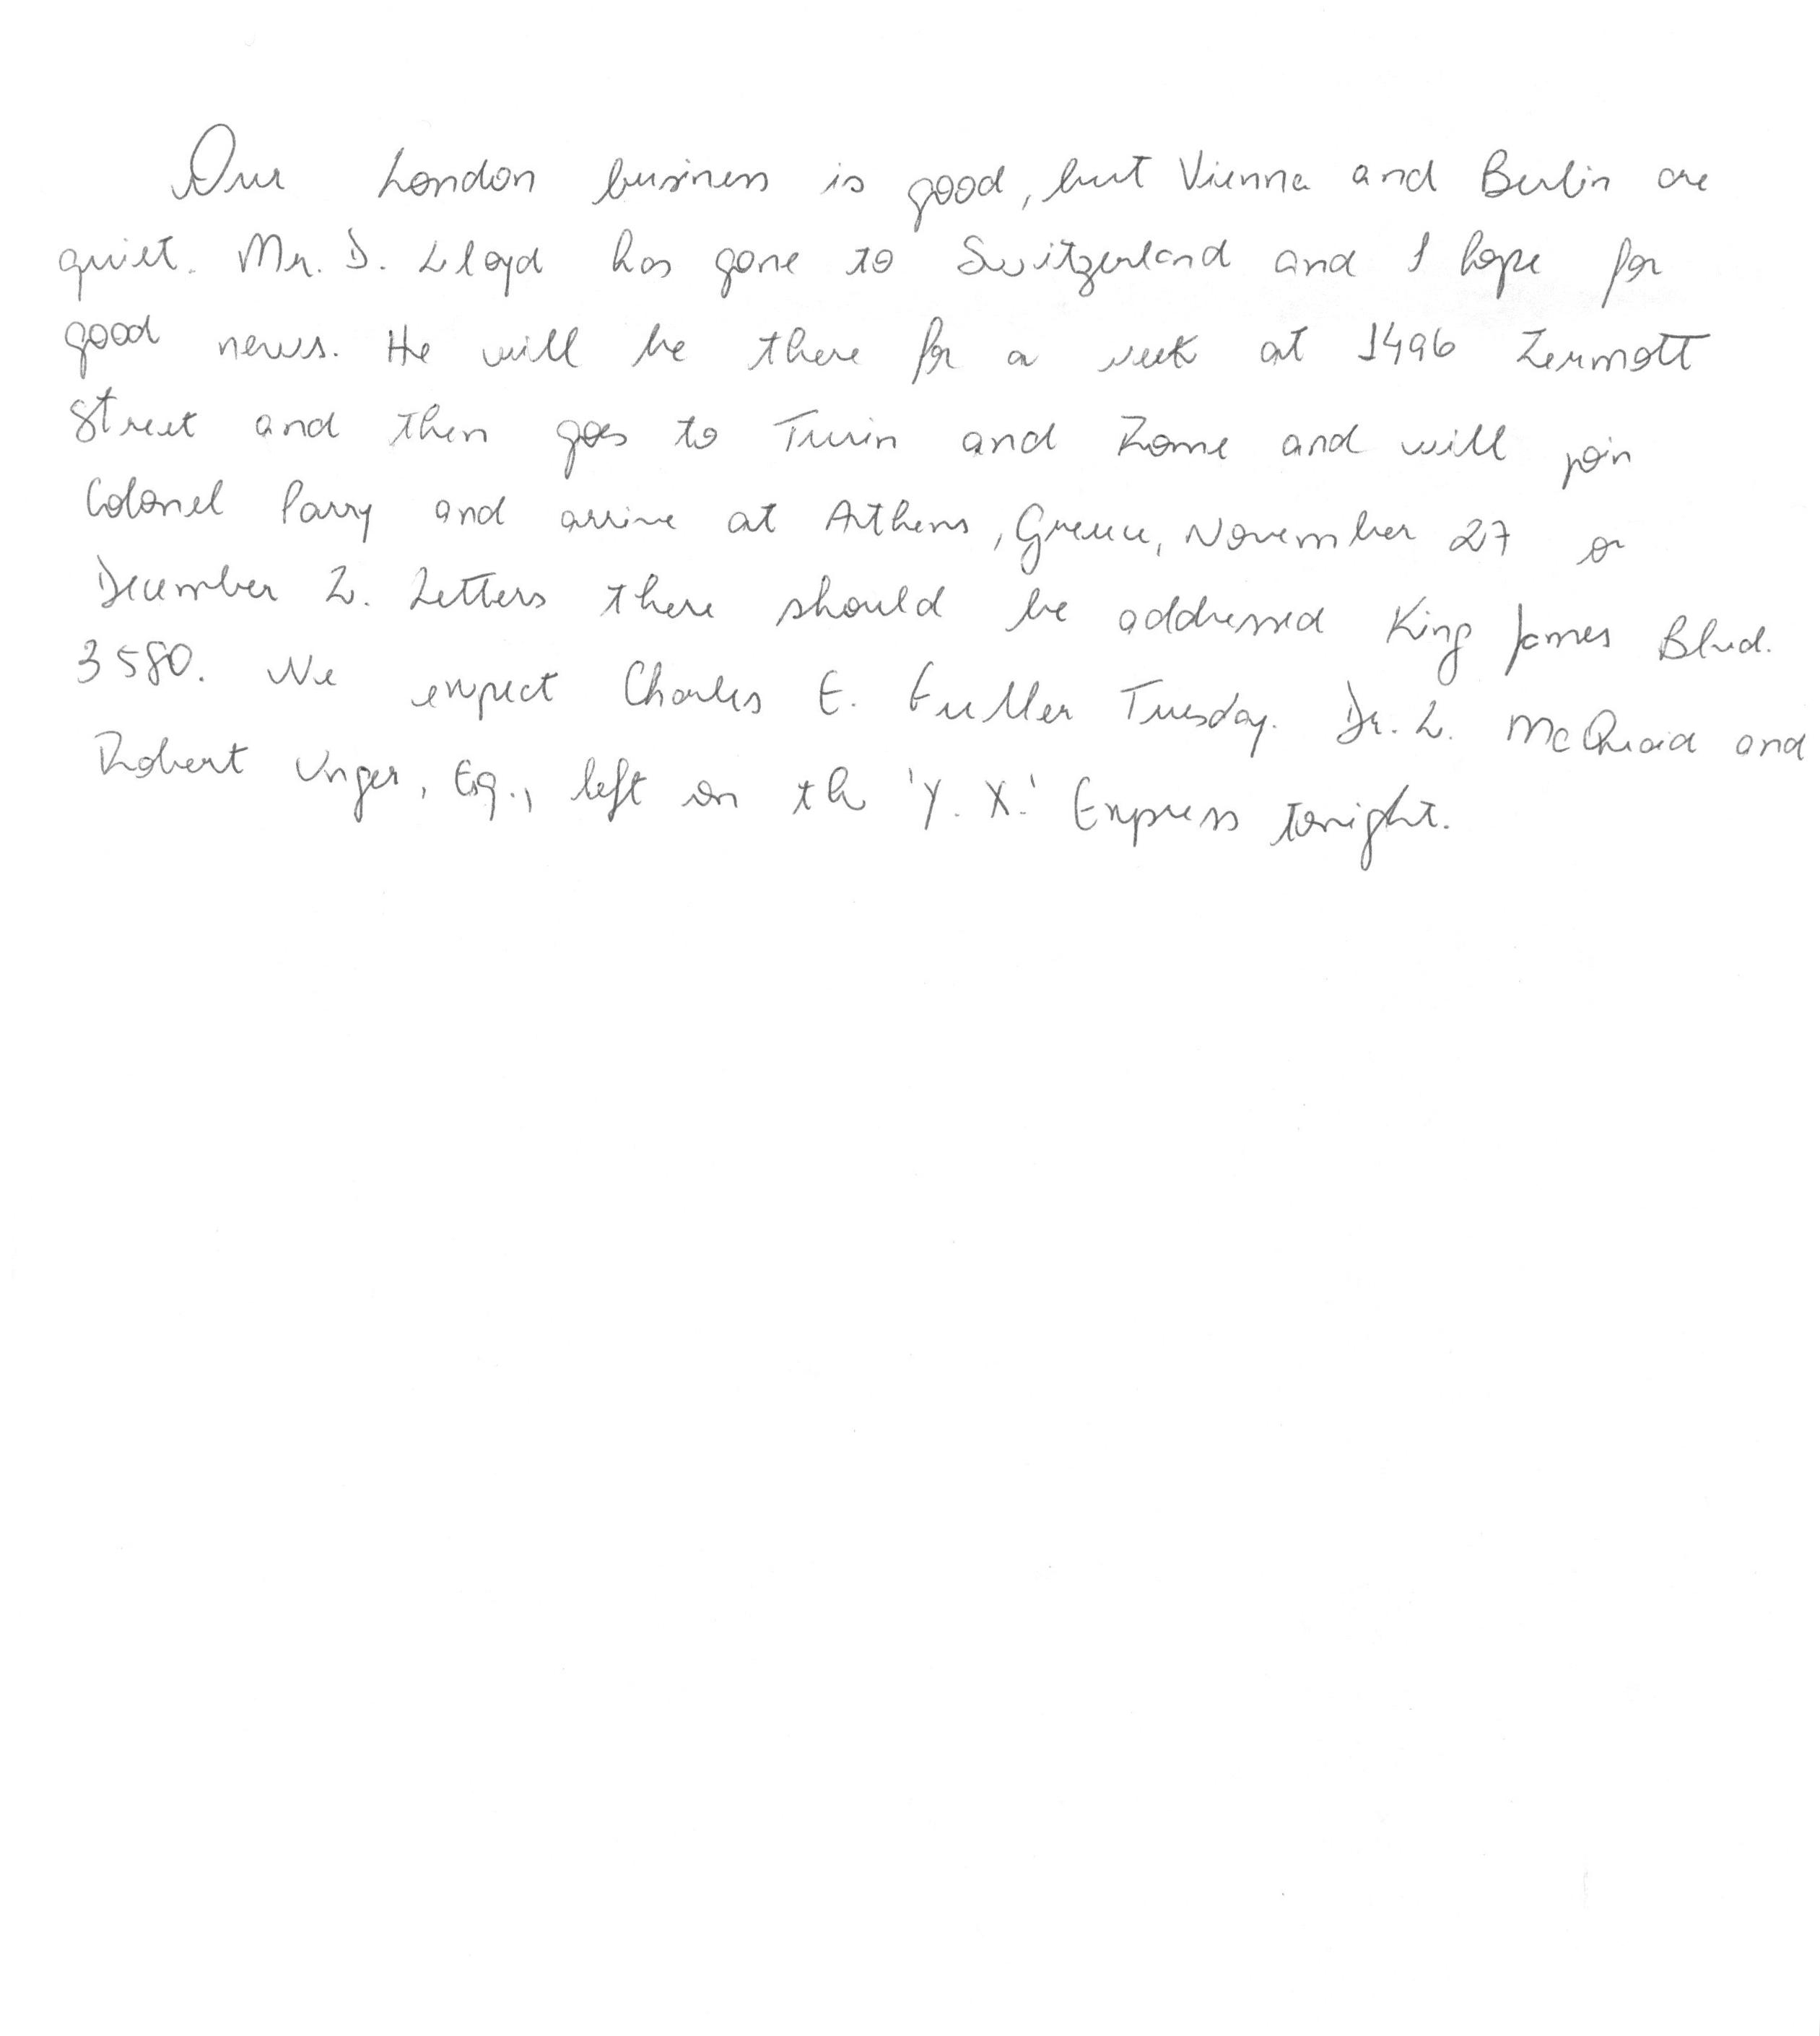 Our London business is good, but Vienna and Berlin are
quiet. Mr. D. Lloyd has gone to Switzerland and I hope for
good news. He will be there for a week at 1496 Zermott
Street and then goes to Turin and Rome and will join
Colonel Parry and arrive at Athens, Greece, November 27 or
December 2. Letters there should be addressed King James Blvd.
3580. We expect Charles E. Fuller Tuesday. Dr. L. McQuaid and
Robert Unger, Esq., left on th 'Y. X.' Express tonight.